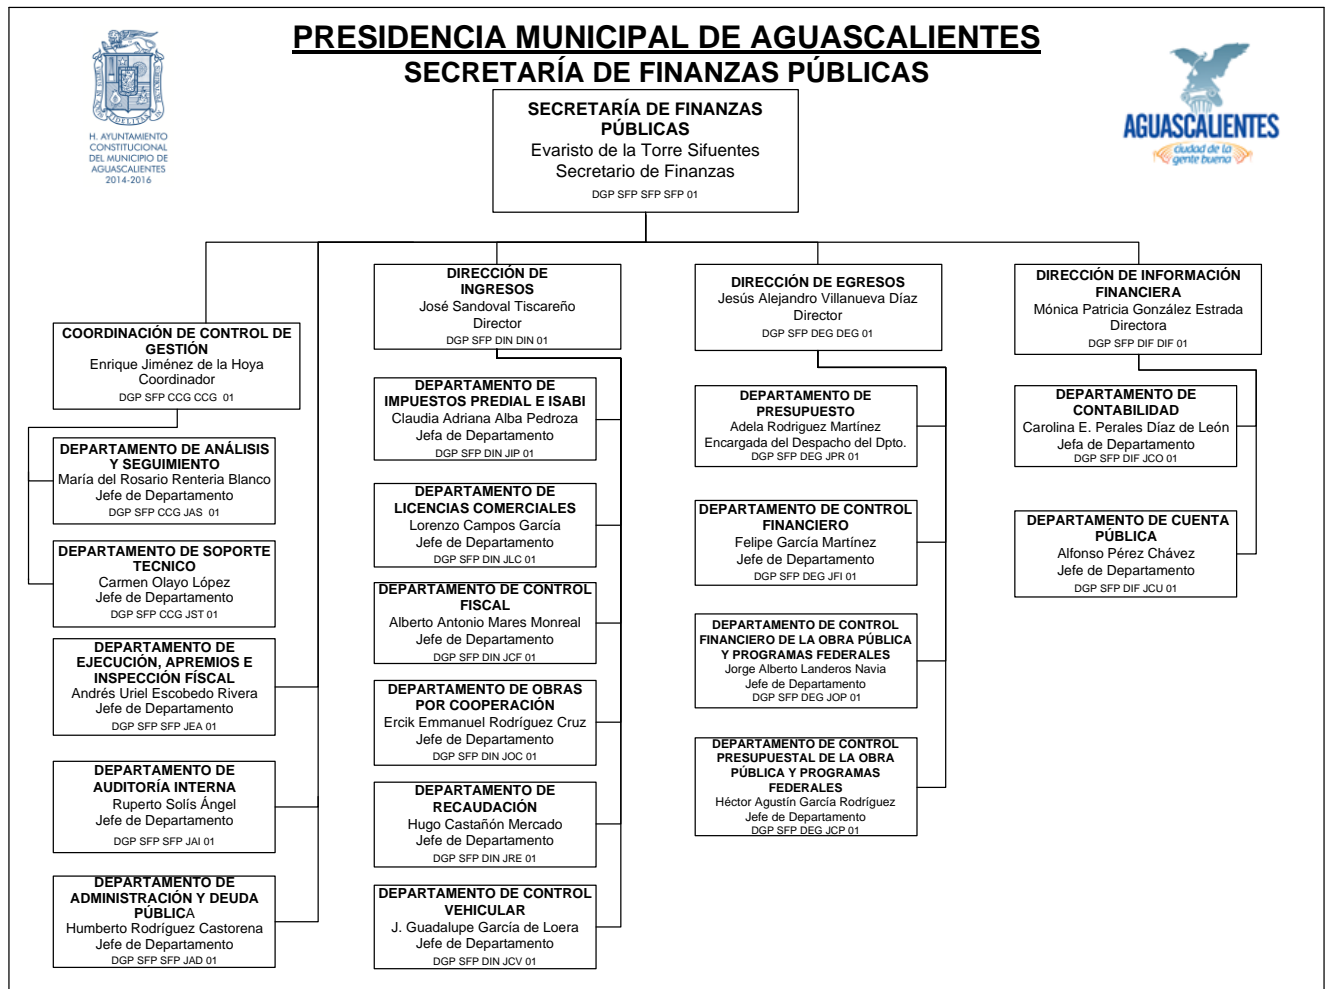 PRESIDENCIA MUNICIPAL DE AGUASCALIENTES
SECRETARÍA DE FINANZAS PÚBLICAS
H. AYUNTAMIENTO
CONSTITUCIONAL
DEL MUNICIPIO DE
AGUASCALIENTES
2014-2016
AGUASCALIENTES
ciudad de la
gente buena
SECRETARÍA DE FINANZAS
PÚBLICAS
Evaristo de la Torre Sifuentes
Secretario de Finanzas
DGP SFP SFP SFP 01
COORDINACIÓN DE CONTROL DE
GESTIÓN
Enrique Jiménez de la Hoya
Coordinador
DGP SFP CCG CCG 01
DEPARTAMENTO DE ANÁLISIS
Y SEGUIMIENTO
María del Rosario Renteria Blanco
Jefe de Departamento
DGP SFP CCG JAS 01
DEPARTAMENTO DE SOPORTE
TECNICO
Carmen Olayo López
Jefe de Departamento
DGP SFP CCG JST 01
DEPARTAMENTO DE
EJECUCIÓN, APREMIOS E
INSPECCIÓN FÍSCAL
Andrés Uriel Escobedo Rivera
Jefe de Departamento
DGP SFP SFP JEA 01
DEPARTAMENTO DE
AUDITORÍA INTERNA
Ruperto Solís Ángel
Jefe de Departamento
DGP SFP SFP JAI 01
DEPARTAMENTO DE
ADMINISTRACIÓN Y DEUDA
PÚBLICA
Humberto Rodríguez Castorena
Jefe de Departamento
DGP SFP SFP JAD 01
DIRECCIÓN DE
INGRESOS
José Sandoval Tiscareño
Director
DGP SFP DIN DIN 01
DEPARTAMENTO DE
IMPUESTOS PREDIAL E ISABI
Claudia Adriana Alba Pedroza
Jefa de Departamento
DGP SFP DIN JIP 01
DEPARTAMENTO DE
LICENCIAS COMERCIALES
Lorenzo Campos García
Jefe de Departamento
DGP SFP DIN JLC 01
DEPARTAMENTO DE CONTROL
FISCAL
Alberto Antonio Mares Monreal
Jefe de Departamento
DGP SFP DIN JCF 01
DEPARTAMENTO DE OBRAS
POR COOPERACIÓN
Ercik Emmanuel Rodríguez Cruz
Jefe de Departamento
DGP SFP DIN JOC 01
DEPARTAMENTO DE
RECAUDACIÓN
Hugo Castañón Mercado
Jefe de Departamento
DGP SFP DIN JRE 01
DEPARTAMENTO DE CONTROL
VEHICULAR
J. Guadalupe García de Loera
Jefe de Departamento
DGP SFP DIN JCV 01
DIRECCIÓN DE EGRESOS
Jesús Alejandro Villanueva Díaz
Director
DGP SFP DEG DEG 01
DEPARTAMENTO DE
PRESUPUESTO
Adela Rodriguez Martínez
Encargada del Despacho del Dpto.
DGP SFP DEG JPR 01
DEPARTAMENTO DE CONTROL
FINANCIERO
Felipe García Martínez
Jefe de Departamento
DGP SFP DEG JFI 01
DEPARTAMENTO DE CONTROL
FINANCIERO DE LA OBRA PÚBLICA
Y PROGRAMAS FEDERALES
Jorge Alberto Landeros Navia
Jefe de Departamento
DGP SFP DEG JOP 01
DEPARTAMENTO DE CONTROL
PRESUPUESTAL DE LA OBRA
PÚBLICA Y PROGRAMAS
FEDERALES
Héctor Agustín García Rodríguez
Jefe de Departamento
DGP SFP DEG JCP 01
DIRECCIÓN DE INFORMACIÓN
FINANCIERA
Mónica Patricia González Estrada
Directora
DGP SFP DIF DIF 01
DEPARTAMENTO DE
CONTABILIDAD
Carolina E. Perales Díaz de León
Jefa de Departamento
DGP SFP DIF JCO 01
DEPARTAMENTO DE CUENTA
PÚBLICA
Alfonso Pérez Chávez
Jefe de Departamento
DGP SFP DIF JCU 01